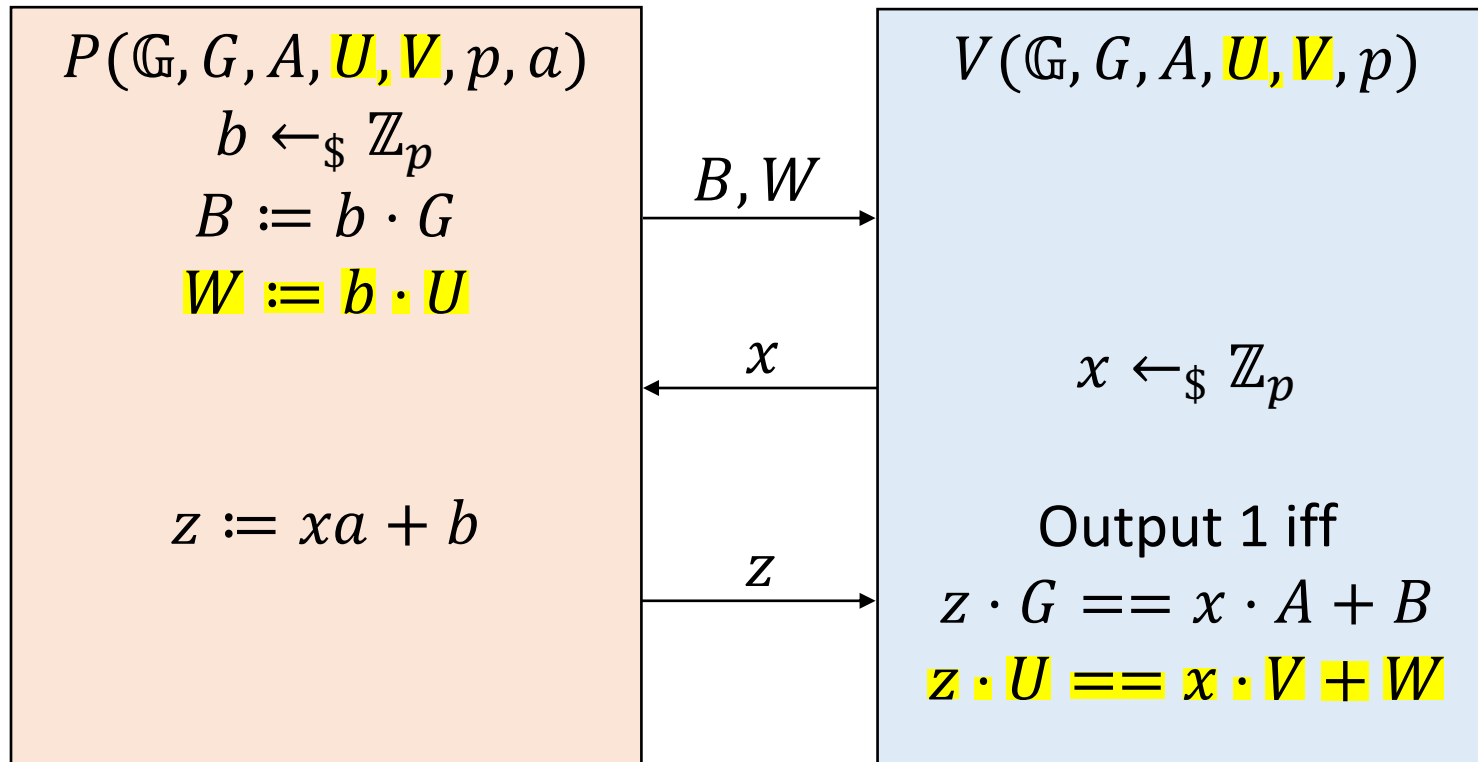 P(𝔾, G, A, U, V, p, a)
b ←$ ℤp
B ≔ b · G
W ≔ b · U
z ≔ xa + b
B, W
x
z
V(𝔾, G, A, U, V, p)
x ←$ ℤp
Output 1 iff
z · G == x · A + B
z · U == x · V + W